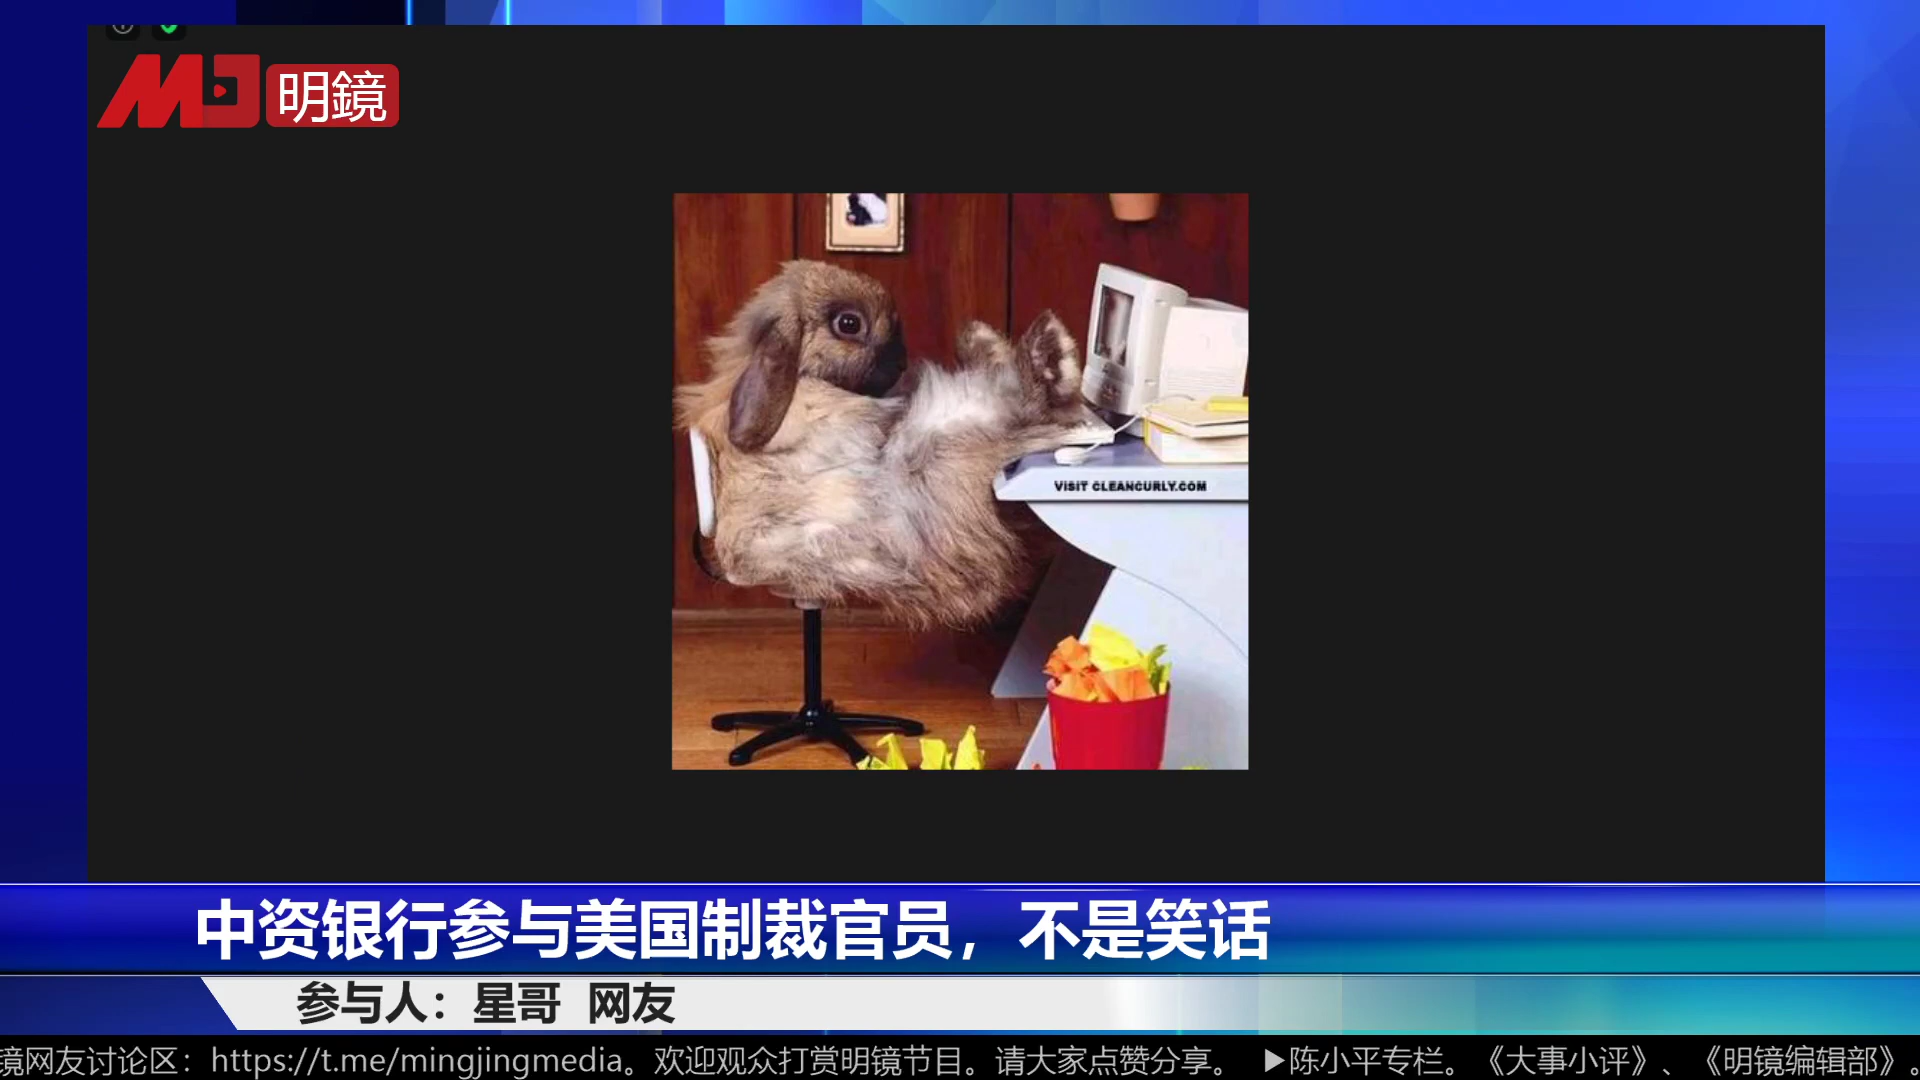 明鏡
VISIT CLEANCURLY.COM
中资银行参与美国制裁官员，不是笑话
参与人：星哥 网友
镜网友讨论区：https://t.me/mingjingmedia。欢迎观众打赏明镜节目。请大家点赞分享。 ▶陈小平专栏。《大事小评》、《明镜编辑部》。